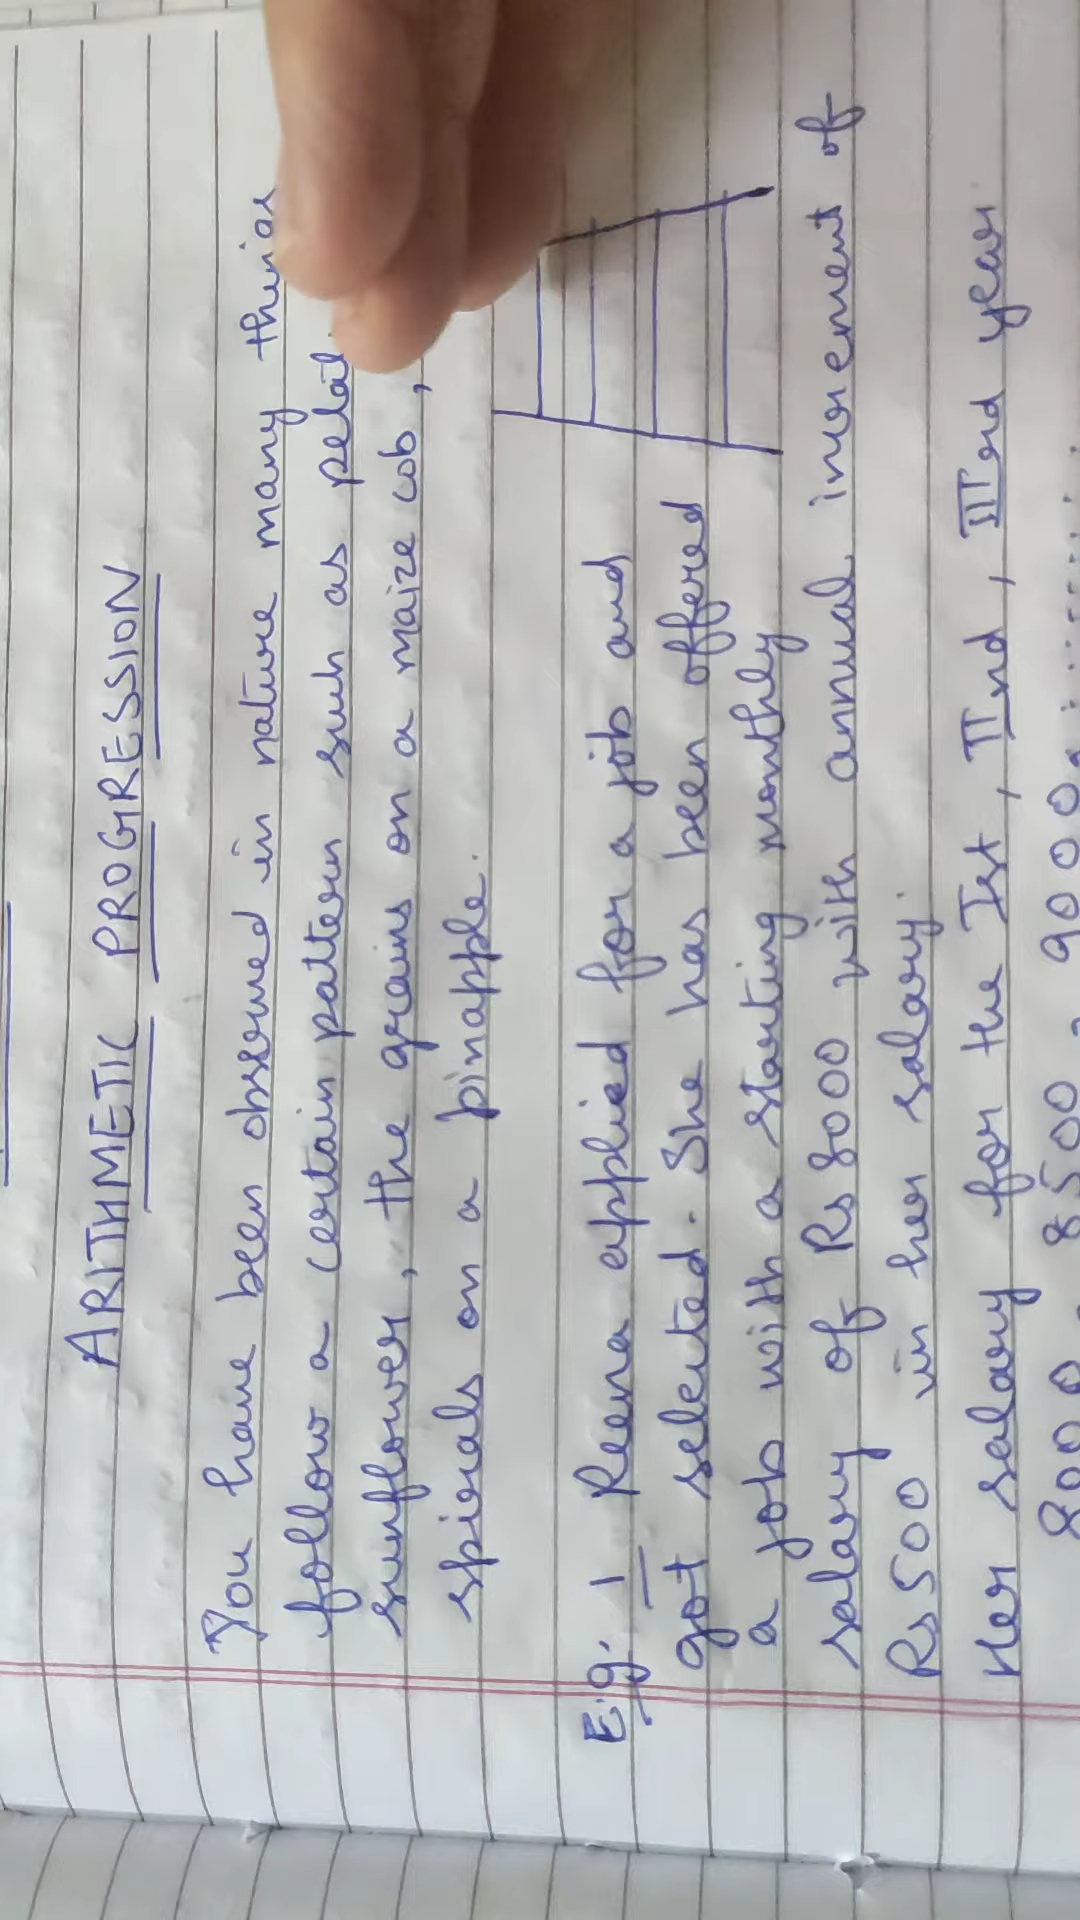 ARITHMETIC PROGRESSION
You have been observed in nature many
follow a certain pattern such as
sunflower, the grains on a maize cob,
spirals on a pinapple.
E.g. 1 Reena applied for a job and
got selected. She has been offered
a job with a starting monthly
salary of Rs 8000 with annual increment of
Rs 500 in her salary.
Her salary for the Ist, IInd, IIIrd year
8000, 8500, 9000, ........